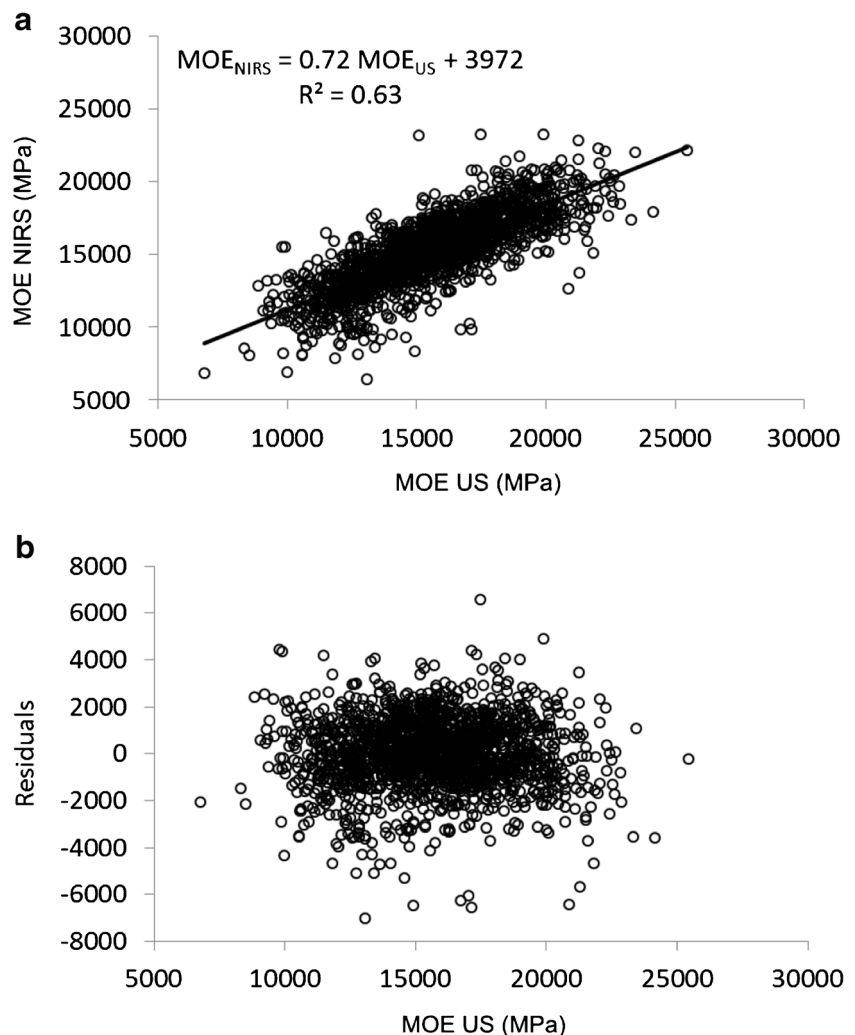 a
30000
25000
20000
15000
10000
5000
MOE NIRS (MPa)
MOE_NIRS = 0.72 MOE_US + 3972
R² = 0.63
5000 10000 15000 20000 25000 30000
MOE US (MPa)
b
8000
6000
4000
2000
0
-2000
-4000
-6000
-8000
Residuals
5000 10000 15000 20000 25000 30000
MOE US (MPa)